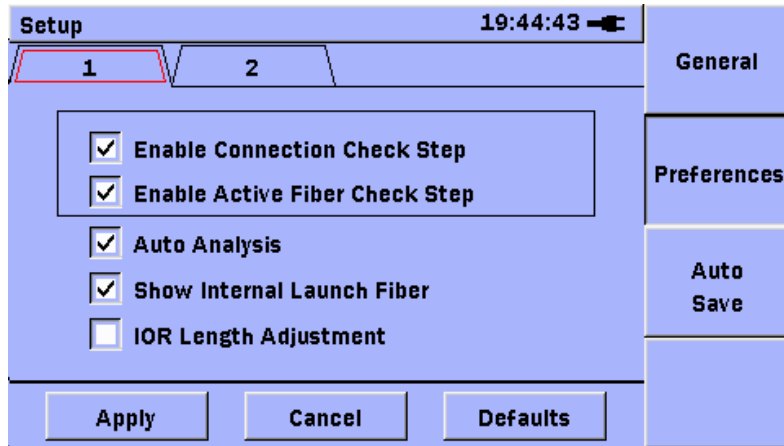 Setup
19:44:43
1
2
Enable Connection Check Step
Enable Active Fiber Check Step
Auto Analysis
Show Internal Launch Fiber
IOR Length Adjustment
Apply
Cancel
Defaults
General
Preferences
Auto
Save